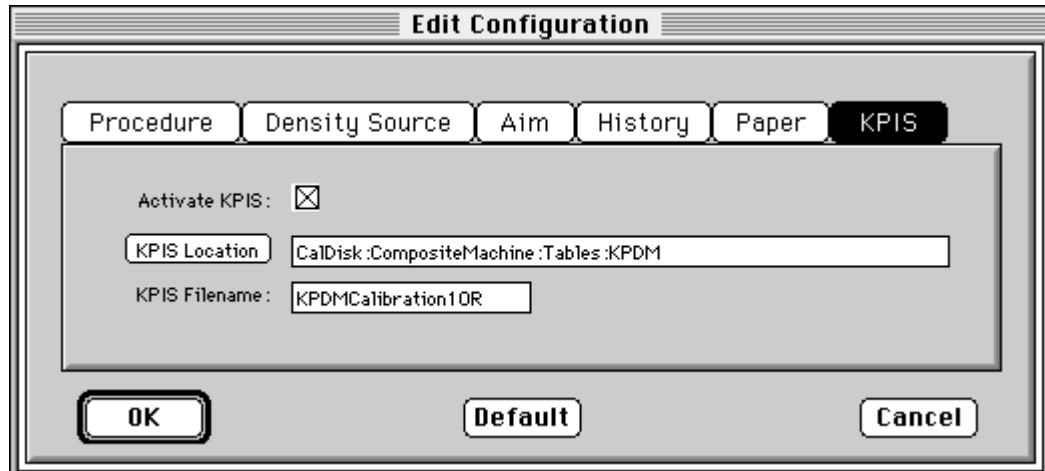 Edit Configuration
Procedure Density Source Aim History Paper KPIS
Activate KPIS:
KPIS Location CalDisk:CompositeMachine:Tables:KPDM
KPIS Filename: KPDMCalibration10R
OK Default Cancel